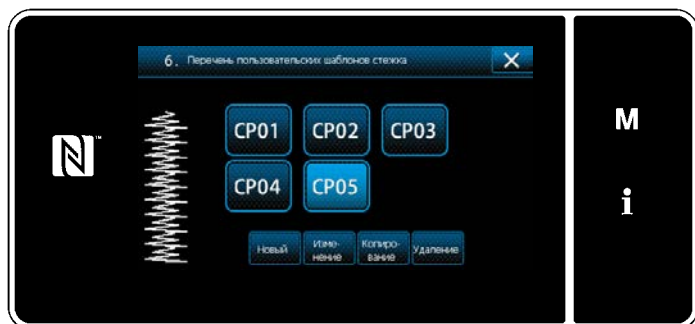 6. Перечень пользовательских шаблонов стежка
CP01 CP02 CP03
CP04 CP05
Новый
Изме-
нение
Копиро-
вание
Удаление
M
i